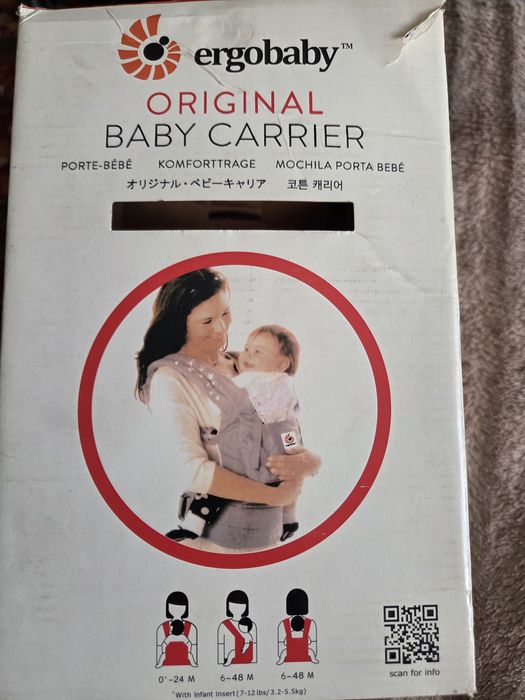 ergobaby™
ORIGINAL
BABY CARRIER
PORTE-BÊBÉ KOMFORTTRAGE MOCHILA PORTA BEBÉ
オリジナル・ベビーキャリア 코튼 캐리어
ergobaby
0*-24 M 6-48 M 6-48 M
scan for info
*With Infant Insert (7-12 lbs/3.2-5.5kg)